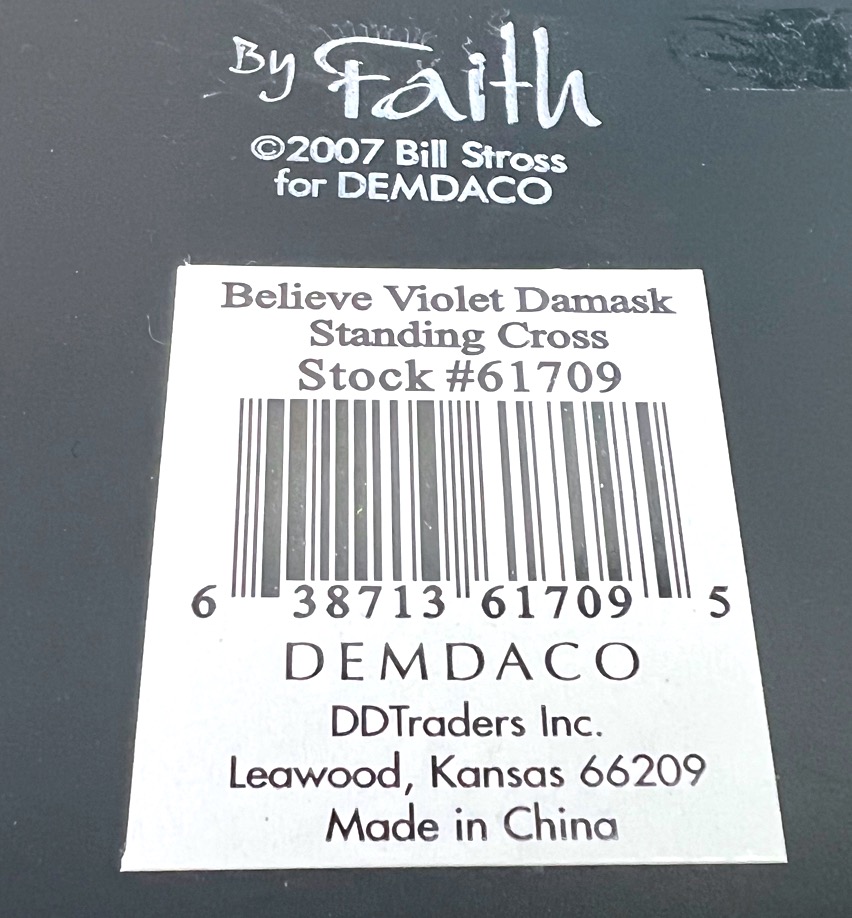 By Faith
©2007 Bill Stross
for DEMDACO
Believe Violet Damask
Standing Cross
Stock #61709
6 38713 61709 5
DEMDACO
DDTraders Inc.
Leawood, Kansas 66209
Made in China